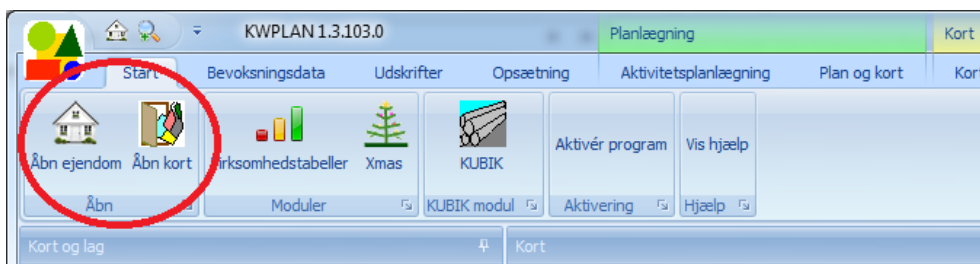 KWPLAN 1.3.103.0
Planlægning
Kort
Start
Bevoksningsdata
Udskrifter
Opsætning
Aktivitetsplanlægning
Plan og kort
Kor
Åbn ejendom
Åbn kort
irksomhedstabeller
Xmas
KUBIK
Aktivér program
Vis hjælp
Åbn
Moduler
KUBIK modul
Aktivering
Hjælp
Kort og lag
Kort